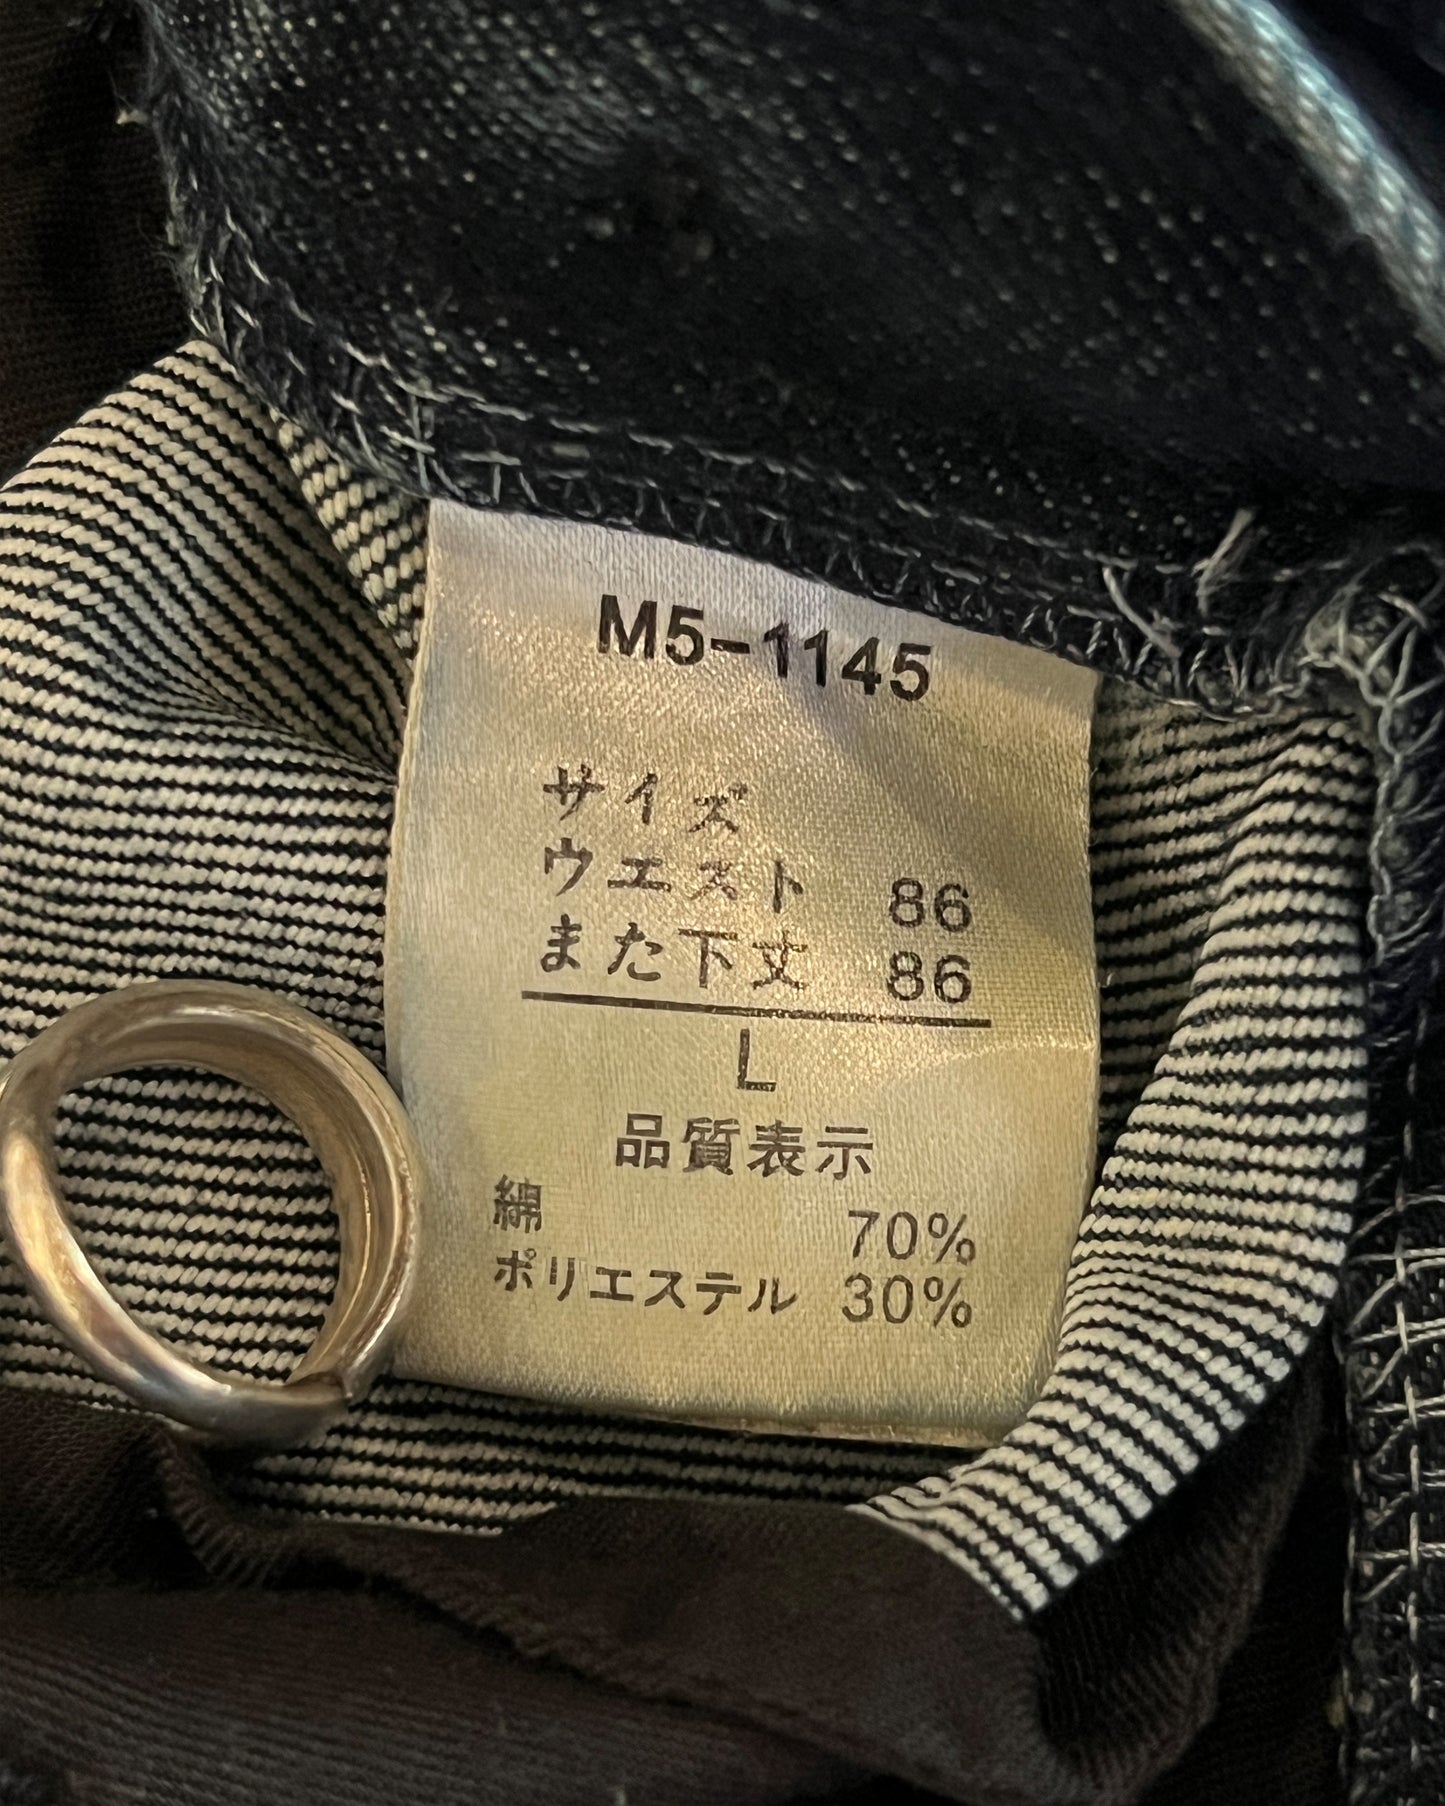 M5-1145
サイズ
ウエスト 86
また下丈 86
L
品質表示
綿 70%
ポリエステル 30%